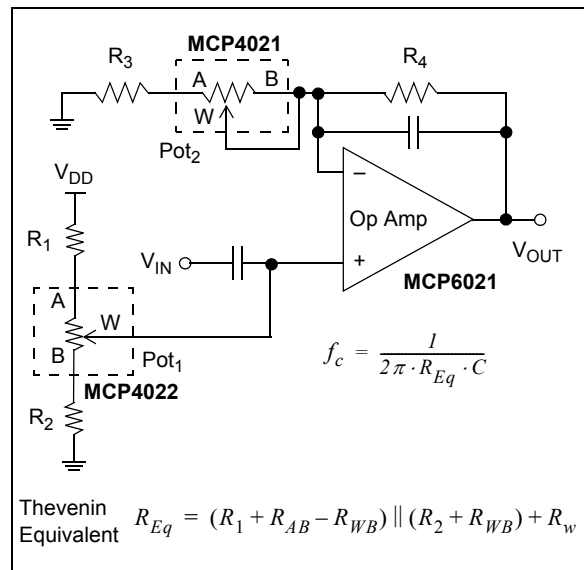 MCP4021
R3
A
B
W
Pot2
R4
VDD
R1
VIN
−
+
Op Amp
VOUT
MCP6021
A
W
B
Pot1
MCP4022
R2
fc = 1 / (2π · REq · C)
Thevenin
Equivalent
REq = (R1 + RAB – RWB) || (R2 + RWB) + Rw